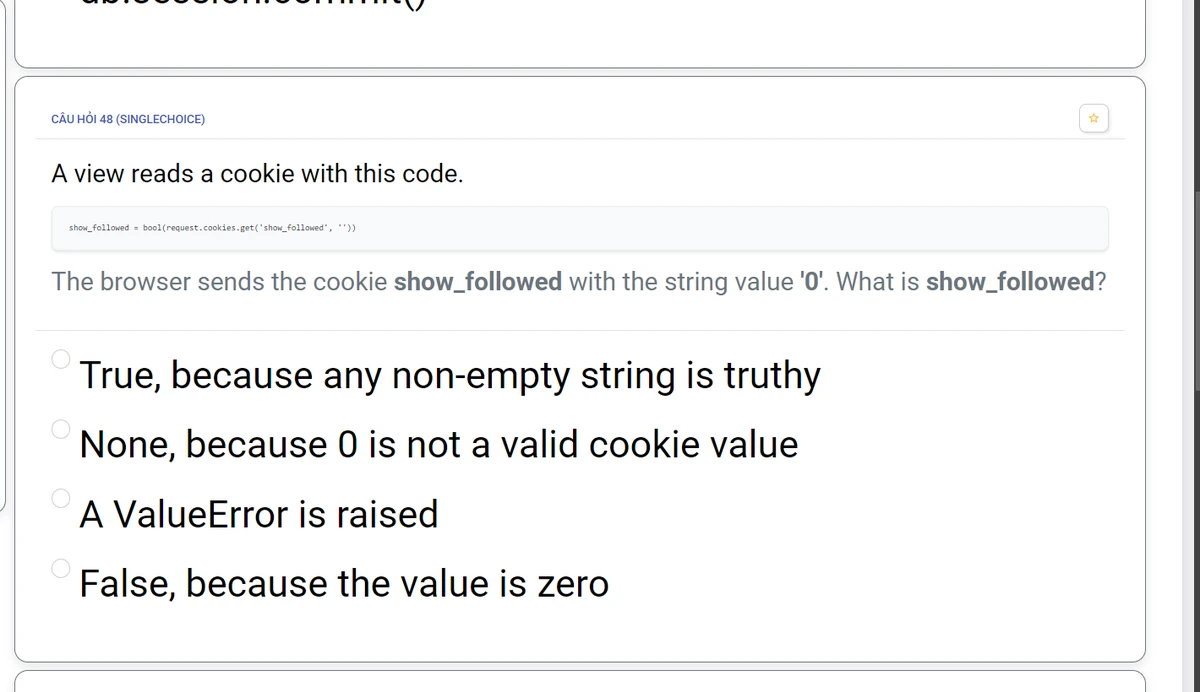 CÂU HỎI 48 (SINGLECHOICE)
A view reads a cookie with this code.
show_followed = bool(request.cookies.get('show_followed', ''))
The browser sends the cookie show_followed with the string value '0'. What is show_followed?
True, because any non-empty string is truthy
None, because 0 is not a valid cookie value
A ValueError is raised
False, because the value is zero